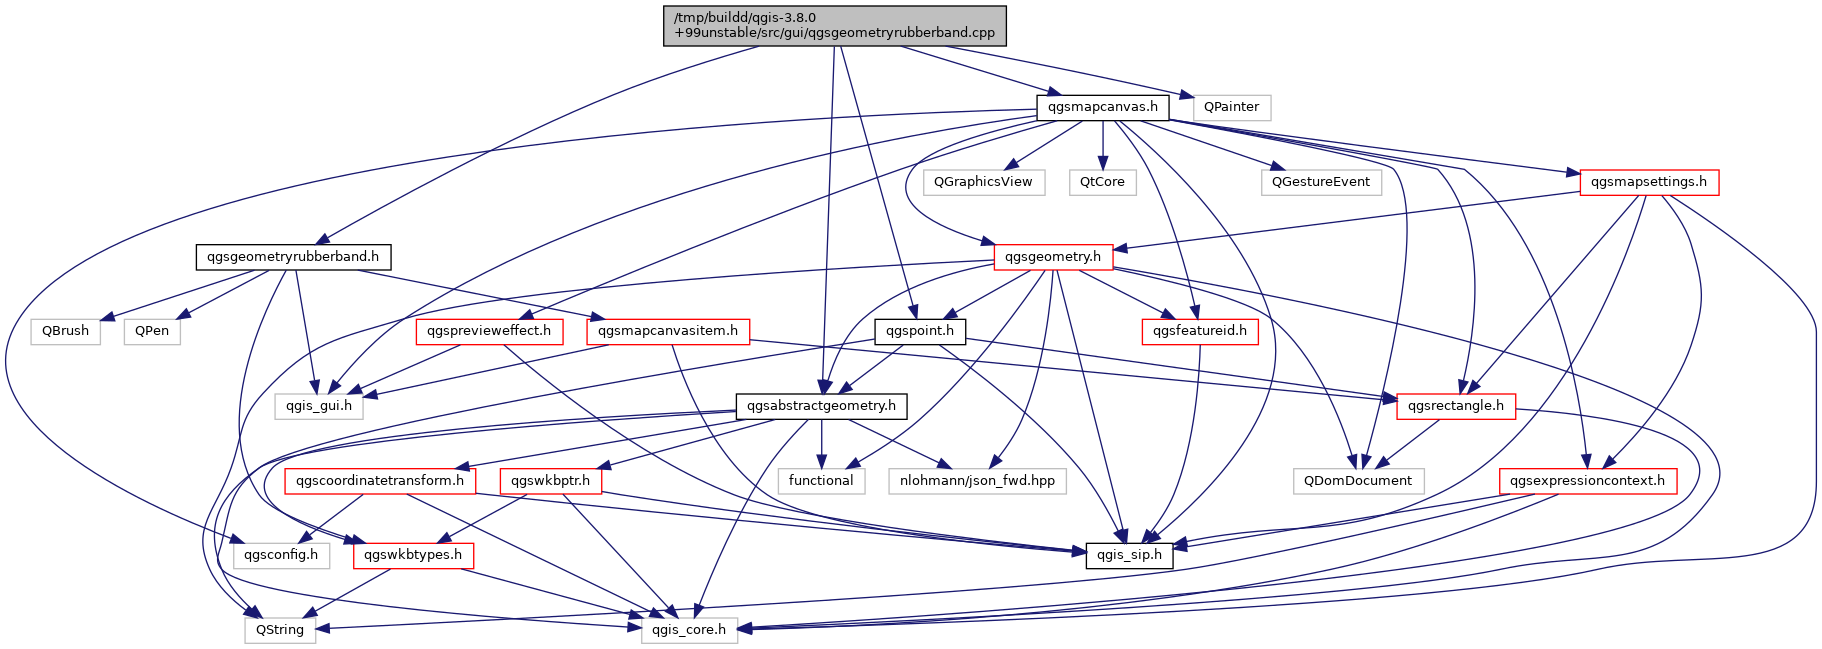 /tmp/buildd/qgis-3.8.0
+99unstable/src/gui/qgsgeometryrubberband.cpp
qgsmapcanvas.h
QPainter
QGraphicsView
QtCore
QGestureEvent
qgsmapsettings.h
qgsgeometryrubberband.h
qgsgeometry.h
QBrush
QPen
qgsprevieweffect.h
qgsmapcanvasitem.h
qgspoint.h
qgsfeatureid.h
qgis_gui.h
qgsabstractgeometry.h
qgsrectangle.h
qgscoordinatetransform.h
qgswkbptr.h
functional
nlohmann/json_fwd.hpp
QDomDocument
qgsexpressioncontext.h
qgsconfig.h
qgswkbtypes.h
qgis_sip.h
QString
qgis_core.h